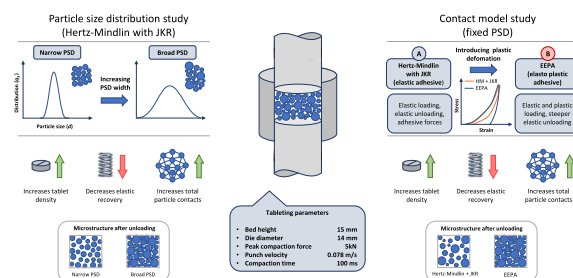 Particle size distribution study
(Hertz-Mindlin with JKR)
Narrow PSD
Broad PSD
Increasing
PSD width
Distribution (q₀)
Particle size (d)
Increases tablet
density
Decreases elastic
recovery
Increases total
particle contacts
Microstructure after unloading
Narrow PSD
Broad PSD
Tableting parameters
• Bed height 15 mm
• Die diameter 14 mm
• Peak compaction force 5kN
• Punch velocity 0.078 m/s
• Compaction time 100 ms
Contact model study
(fixed PSD)
A
Hertz-Mindlin
with JKR
(elastic adhesive)
Elastic loading,
elastic unloading,
adhesive forces
Introducing plastic
defomation
HM + JKR
EEPA
Stress
Strain
B
EEPA
(elasto plastic
adhesive)
Elastic and plastic
loading, steeper
elastic unloading
Increases tablet
density
Decreases elastic
recovery
Increases total
particle contacts
Microstructure after unloading
Hertz-Mindlin + JKR
EEPA